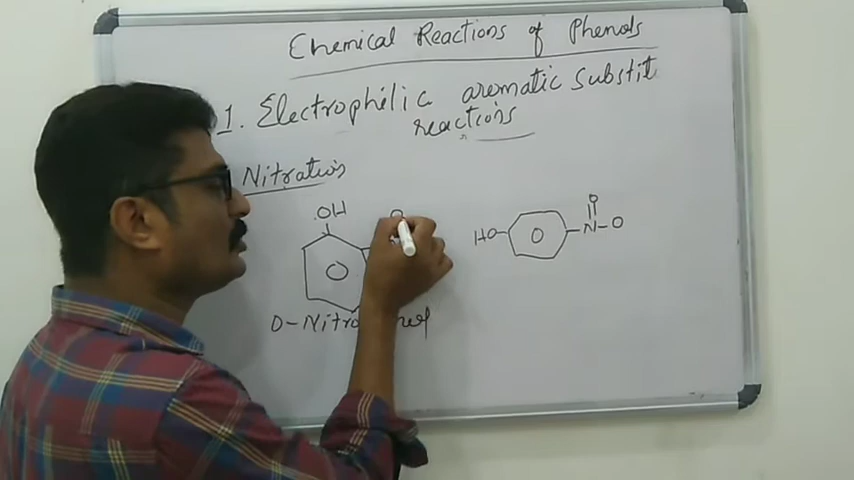 Chemical Reactions of Phenols
1. Electrophilic aromatic Substit
reactions
Nitration
OH
O
O
HO
N
O
O-Nitro